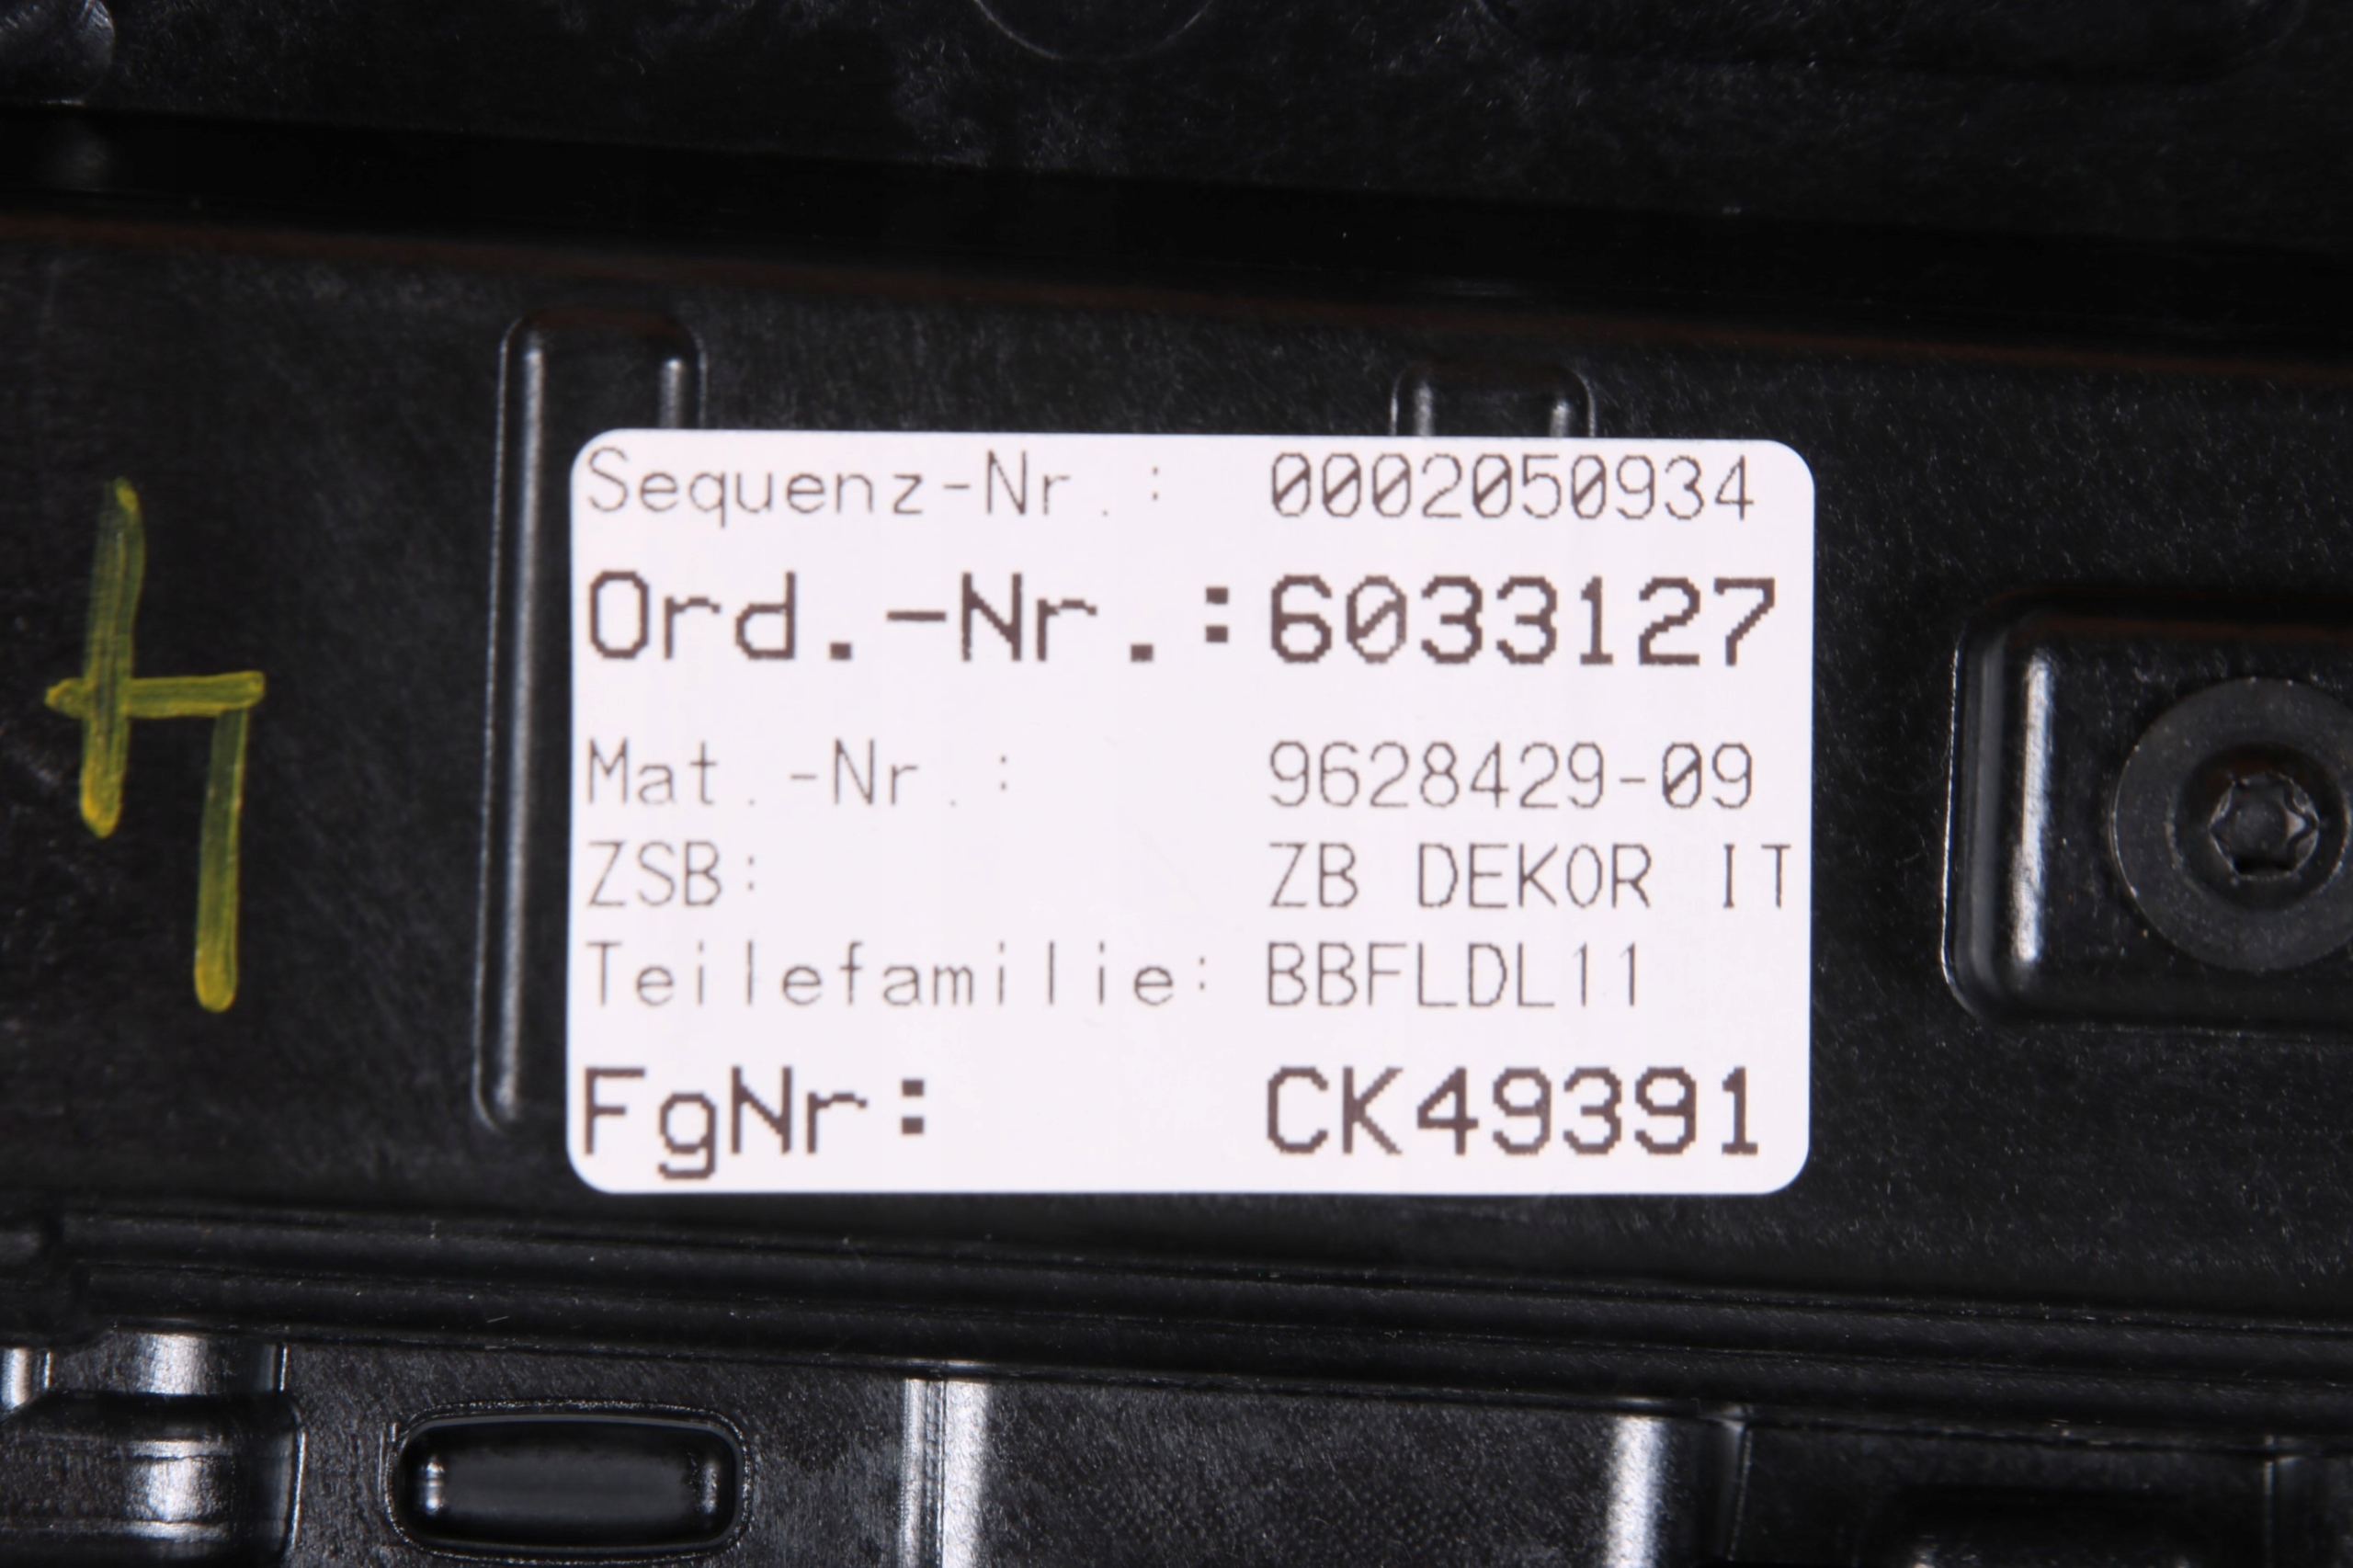 Sequenz-Nr.: 0002050934
Ord.-Nr.:6033127
Mat.-Nr.: 9628429-09
ZSB: ZB DEKOR IT
Teilefamilie: BBFLDL11
FgNr: CK49391